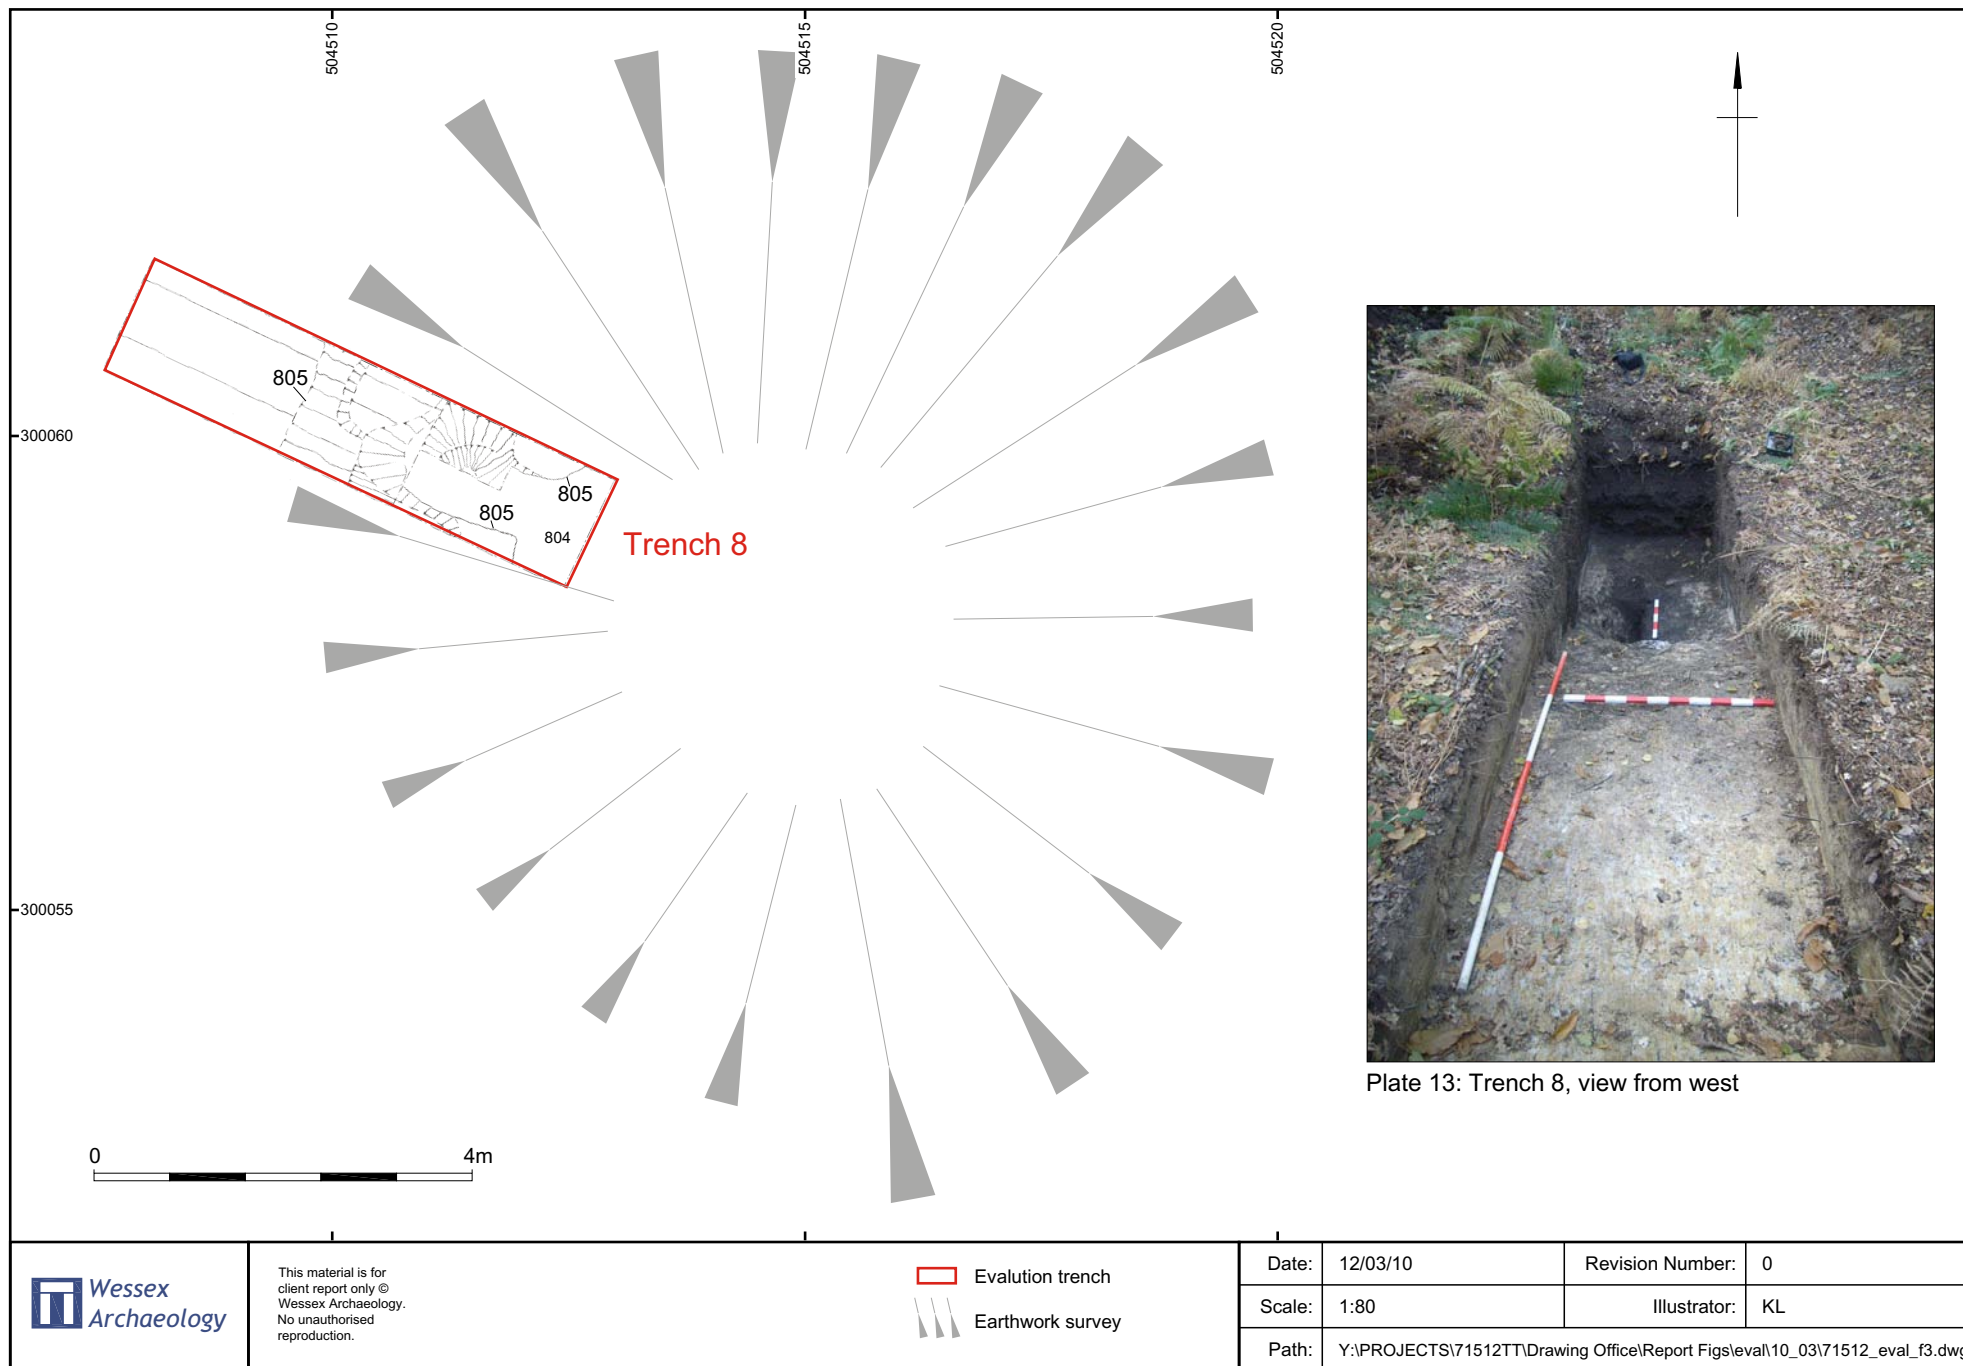 504510
504515
504520
300060
300055
805
805
805
804
Trench 8
Plate 13: Trench 8, view from west
0 4m
Wessex
Archaeology
This material is for
client report only ©
Wessex Archaeology.
No unauthorised
reproduction.
Evalution trench
Earthwork survey
Date: 12/03/10 Revision Number: 0
Scale: 1:80 Illustrator: KL
Path: Y:\PROJECTS\71512TT\Drawing Office\Report Figs\eval\10_03\71512_eval_f3.dwg